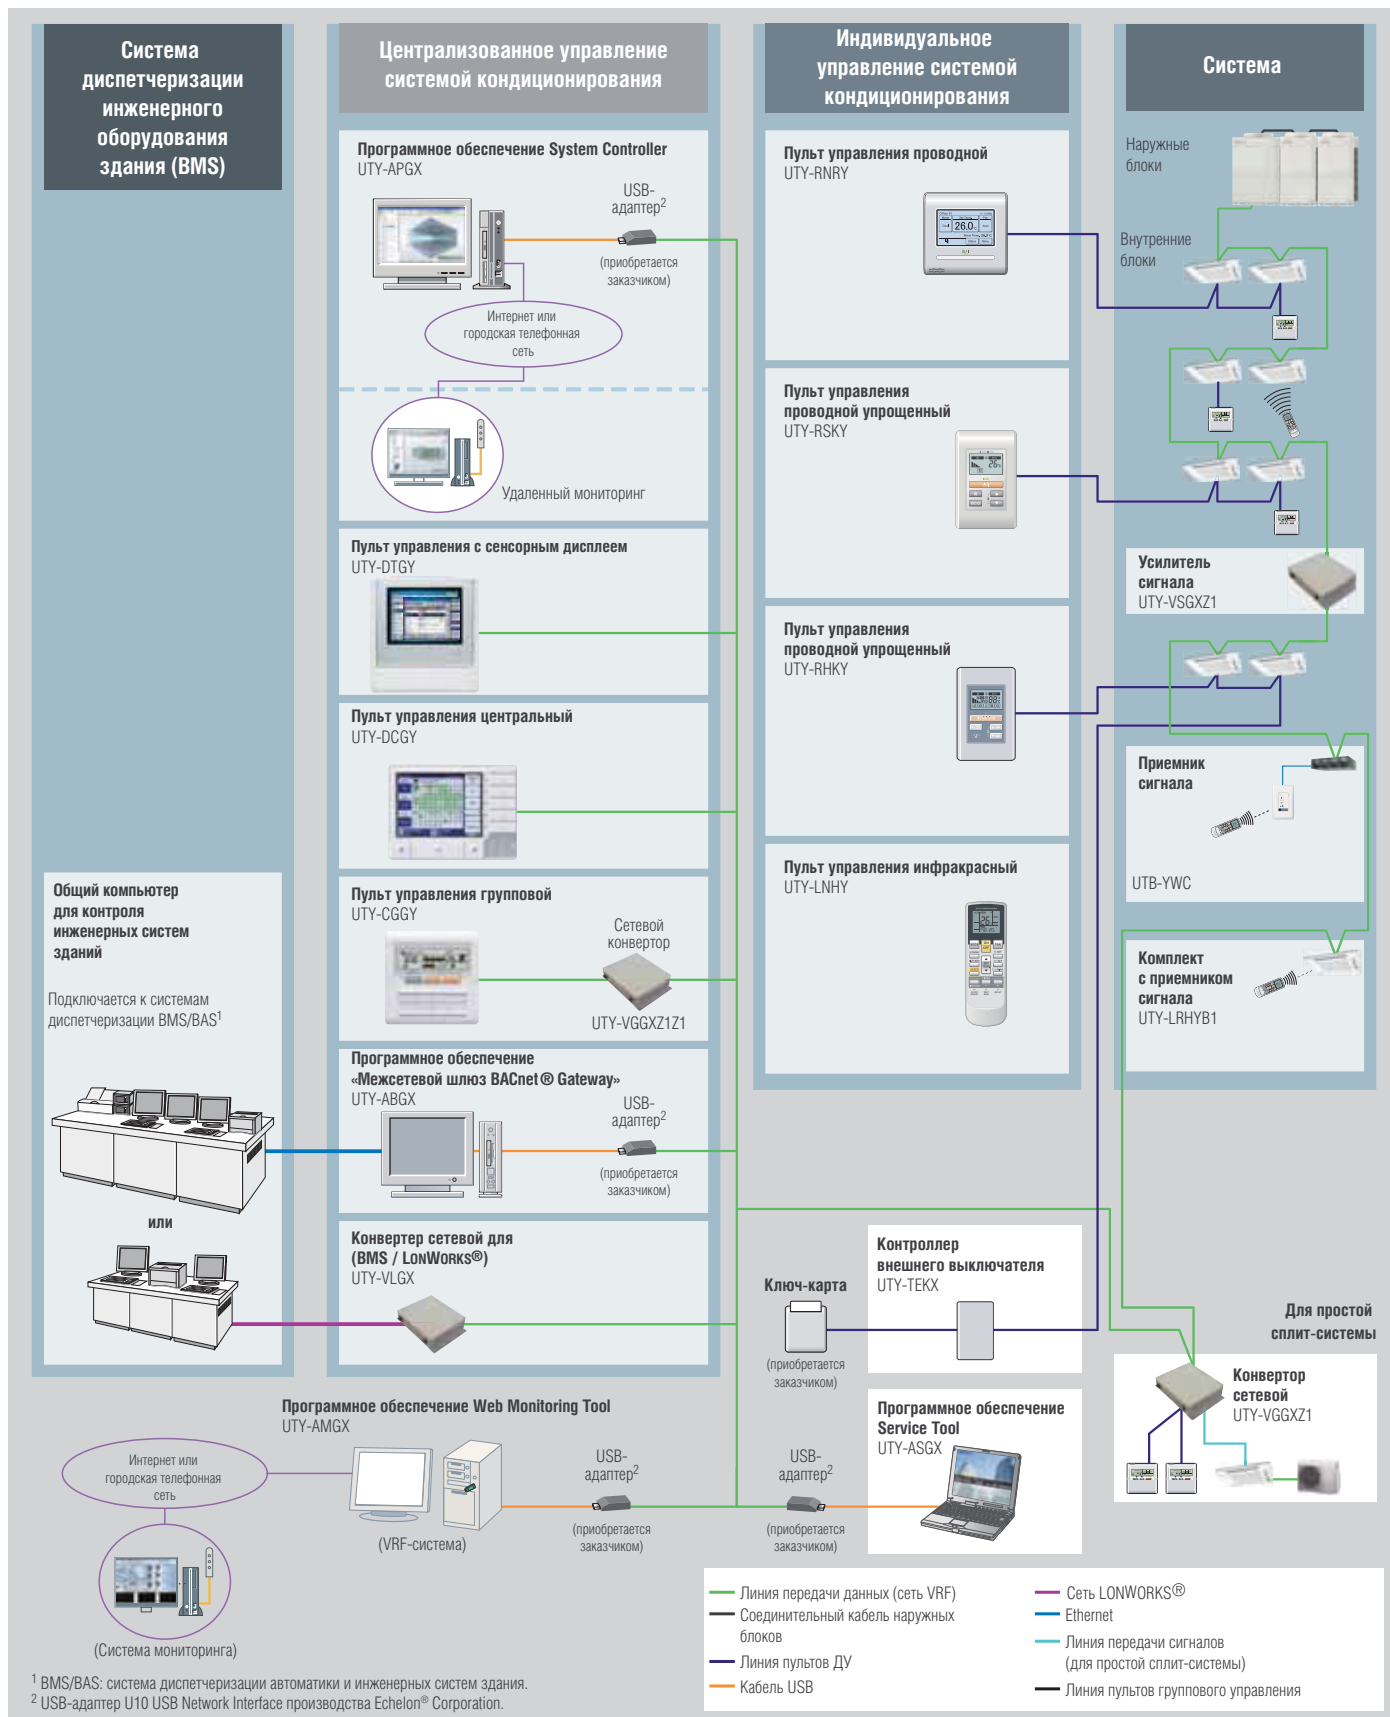 Система
диспетчеризации
инженерного
оборудования
здания (BMS)
Централизованное управление
системой кондиционирования
Индивидуальное
управление системой
кондиционирования
Система
Программное обеспечение System Controller
UTY-APGX
USB-
адаптер2
(приобретается
заказчиком)
Интернет или
городская телефонная
сеть
Удаленный мониторинг
Пульт управления с сенсорным дисплеем
UTY-DTGY
Пульт управления центральный
UTY-DCGY
Пульт управления групповой
UTY-CGGY
Сетевой
конвертор
UTY-VGGXZ1Z1
Программное обеспечение
«Межсетевой шлюз BACnet® Gateway»
UTY-ABGX
USB-
адаптер2
(приобретается
заказчиком)
Конвертер сетевой для
(BMS / LONWORKS®)
UTY-VLGX
Общий компьютер
для контроля
инженерных систем
зданий
Подключается к системам
диспетчеризации BMS/BAS1
или
Пульт управления проводной
UTY-RNRY
26.0
Пульт управления
проводной упрощенный
UTY-RSKY
Пульт управления
проводной упрощенный
UTY-RHKY
Пульт управления инфракрасный
UTY-LNHY
Наружные
блоки
Внутренние
блоки
Усилитель
сигнала
UTY-VSGXZ1
Приемник
сигнала
UTB-YWC
Комплект
с приемником
сигнала
UTY-LRHYB1
Ключ-карта
(приобретается
заказчиком)
Контроллер
внешнего выключателя
UTY-TEKX
Для простой
сплит-системы
Конвертор
сетевой
UTY-VGGXZ1
Программное обеспечение Web Monitoring Tool
UTY-AMGX
Интернет или
городская телефонная
сеть
(VRF-система)
USB-
адаптер2
(приобретается
заказчиком)
USB-
адаптер2
(приобретается
заказчиком)
Программное обеспечение
Service Tool
UTY-ASGX
(Система мониторинга)
Линия передачи данных (сеть VRF)
Соединительный кабель наружных
блоков
Линия пультов ДУ
Кабель USB
Сеть LONWORKS®
Ethernet
Линия передачи сигналов
(для простой сплит-системы)
Линия пультов группового управления
1 BMS/BAS: система диспетчеризации автоматики и инженерных систем здания.
2 USB-адаптер U10 USB Network Interface производства Echelon® Corporation.